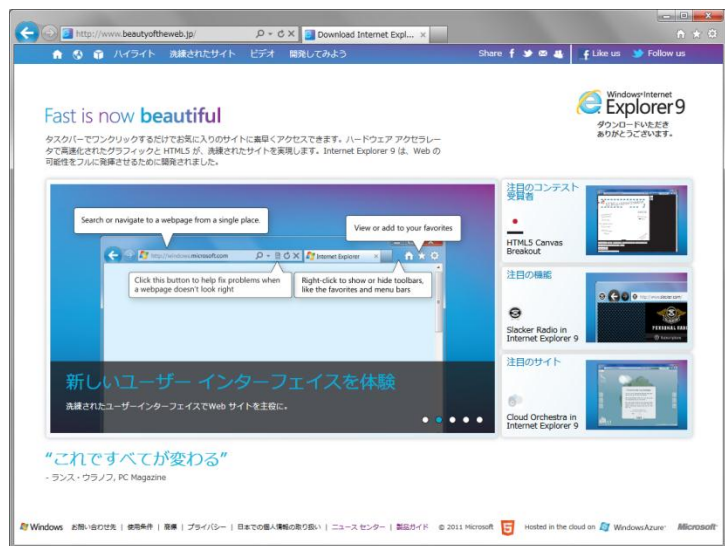 http://www.beautyoftheweb.jp/
Download Internet Expl...
ハイライト 洗練されたサイト ビデオ 開発してみよう
Share
Like us
Follow us
Fast is now beautiful
タスクバーでワンクリックするだけでお気に入りのサイトに素早くアクセスできます。ハードウェア アクセラレー
タで高速化されたグラフィックと HTML5 が、洗練されたサイトを実現します。Internet Explorer 9 は、Web の
可能性をフルに発揮させるために開発されました。
Windows Internet
Explorer 9
ダウンロードいただき
ありがとうございます。
Search or navigate to a webpage from a single place.
View or add to your favorites
http://windows.microsoft.com
Internet Explorer
Click this button to help fix problems when
a webpage doesn't look right
Right-click to show or hide toolbars,
like the favorites and menu bars
新しいユーザー インターフェイスを体験
洗練されたユーザーインターフェイスでWeb サイトを主役に。
注目のコンテスト
受賞者
HTML5 Canvas
Breakout
注目の機能
Slacker Radio in
Internet Explorer 9
PERSONAL RADI
注目のサイト
Cloud Orchestra in
Internet Explorer 9
“これですべてが変わる”
- ランス・ウラノフ, PC Magazine
Windows お問い合わせ先 | 使用条件 | 商標 | プライバシー | 日本での個人情報の取り扱い | ニュース センター | 製品ガイド © 2011 Microsoft
Hosted in the cloud on WindowsAzure Microsoft